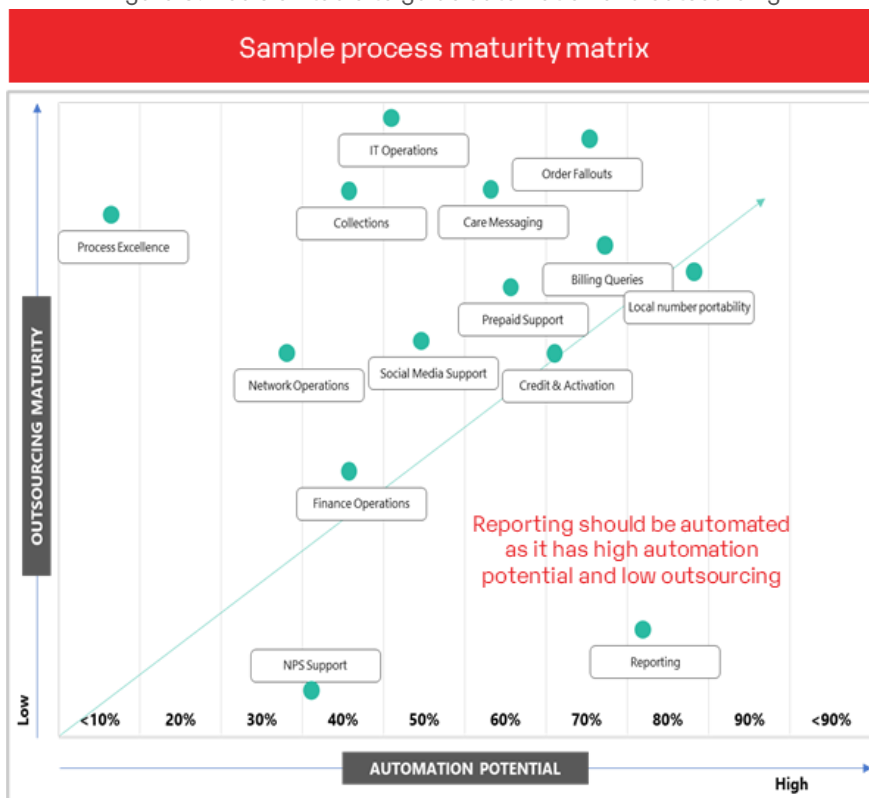 Sample process maturity matrix
IT Operations
Order Fallouts
Collections
Care Messaging
Process Excellence
Billing Queries
Local number portability
Prepaid Support
Network Operations
Social Media Support
Credit & Activation
OUTSOURCING MATURITY
Finance Operations
Reporting should be automated
as it has high automation
potential and low outsourcing
NPS Support
Reporting
Low
<10%
20%
30%
40%
50%
60%
70%
80%
90%
<90%
AUTOMATION POTENTIAL
High